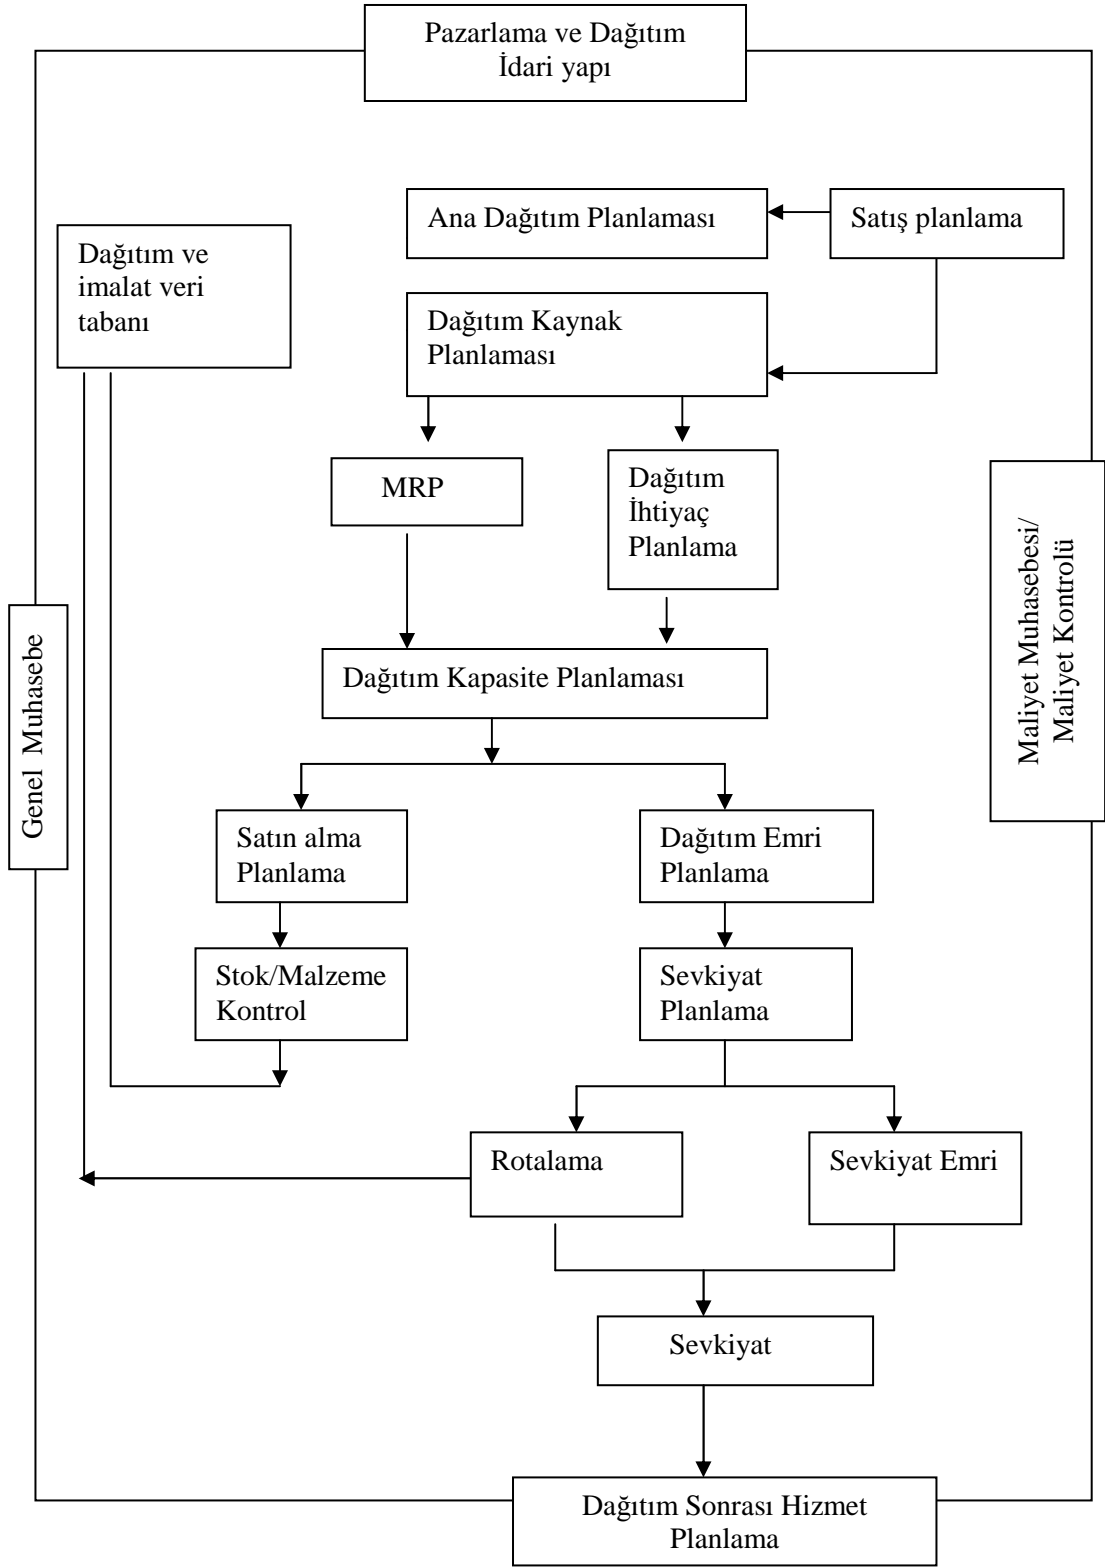 Pazarlama ve Dağıtım
İdari yapı
Ana Dağıtım Planlaması
Satış planlama
Dağıtım ve
imalat veri
tabanı
Dağıtım Kaynak
Planlaması
MRP
Dağıtım
İhtiyaç
Planlama
Maliyet Muhasebesi/
Maliyet Kontrolü
Genel Muhasebe
Dağıtım Kapasite Planlaması
Satın alma
Planlama
Dağıtım Emri
Planlama
Stok/Malzeme
Kontrol
Sevkiyat
Planlama
Rotalama
Sevkiyat Emri
Sevkiyat
Dağıtım Sonrası Hizmet
Planlama